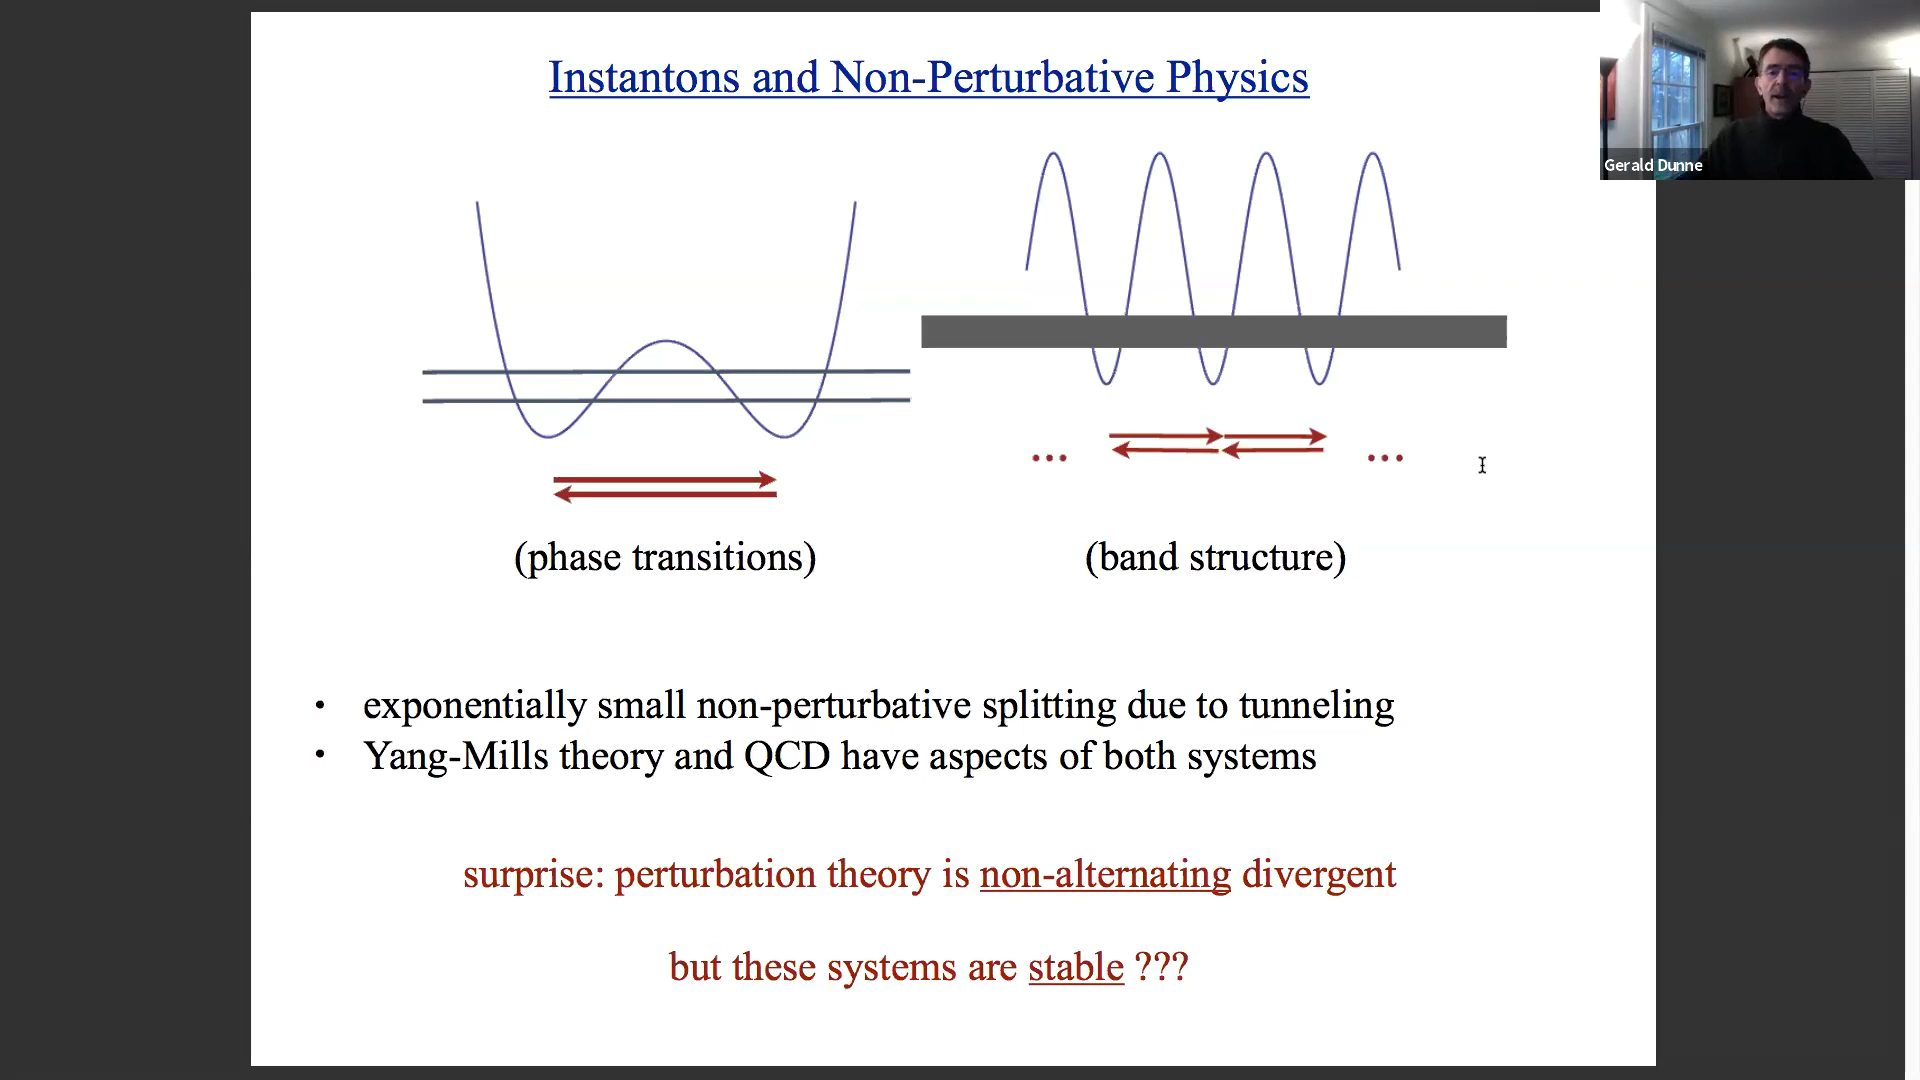 Instantons and Non-Perturbative Physics
Gerald Dunne
... ...
(phase transitions) (band structure)
• exponentially small non-perturbative splitting due to tunneling
• Yang-Mills theory and QCD have aspects of both systems
surprise: perturbation theory is non-alternating divergent
but these systems are stable ???